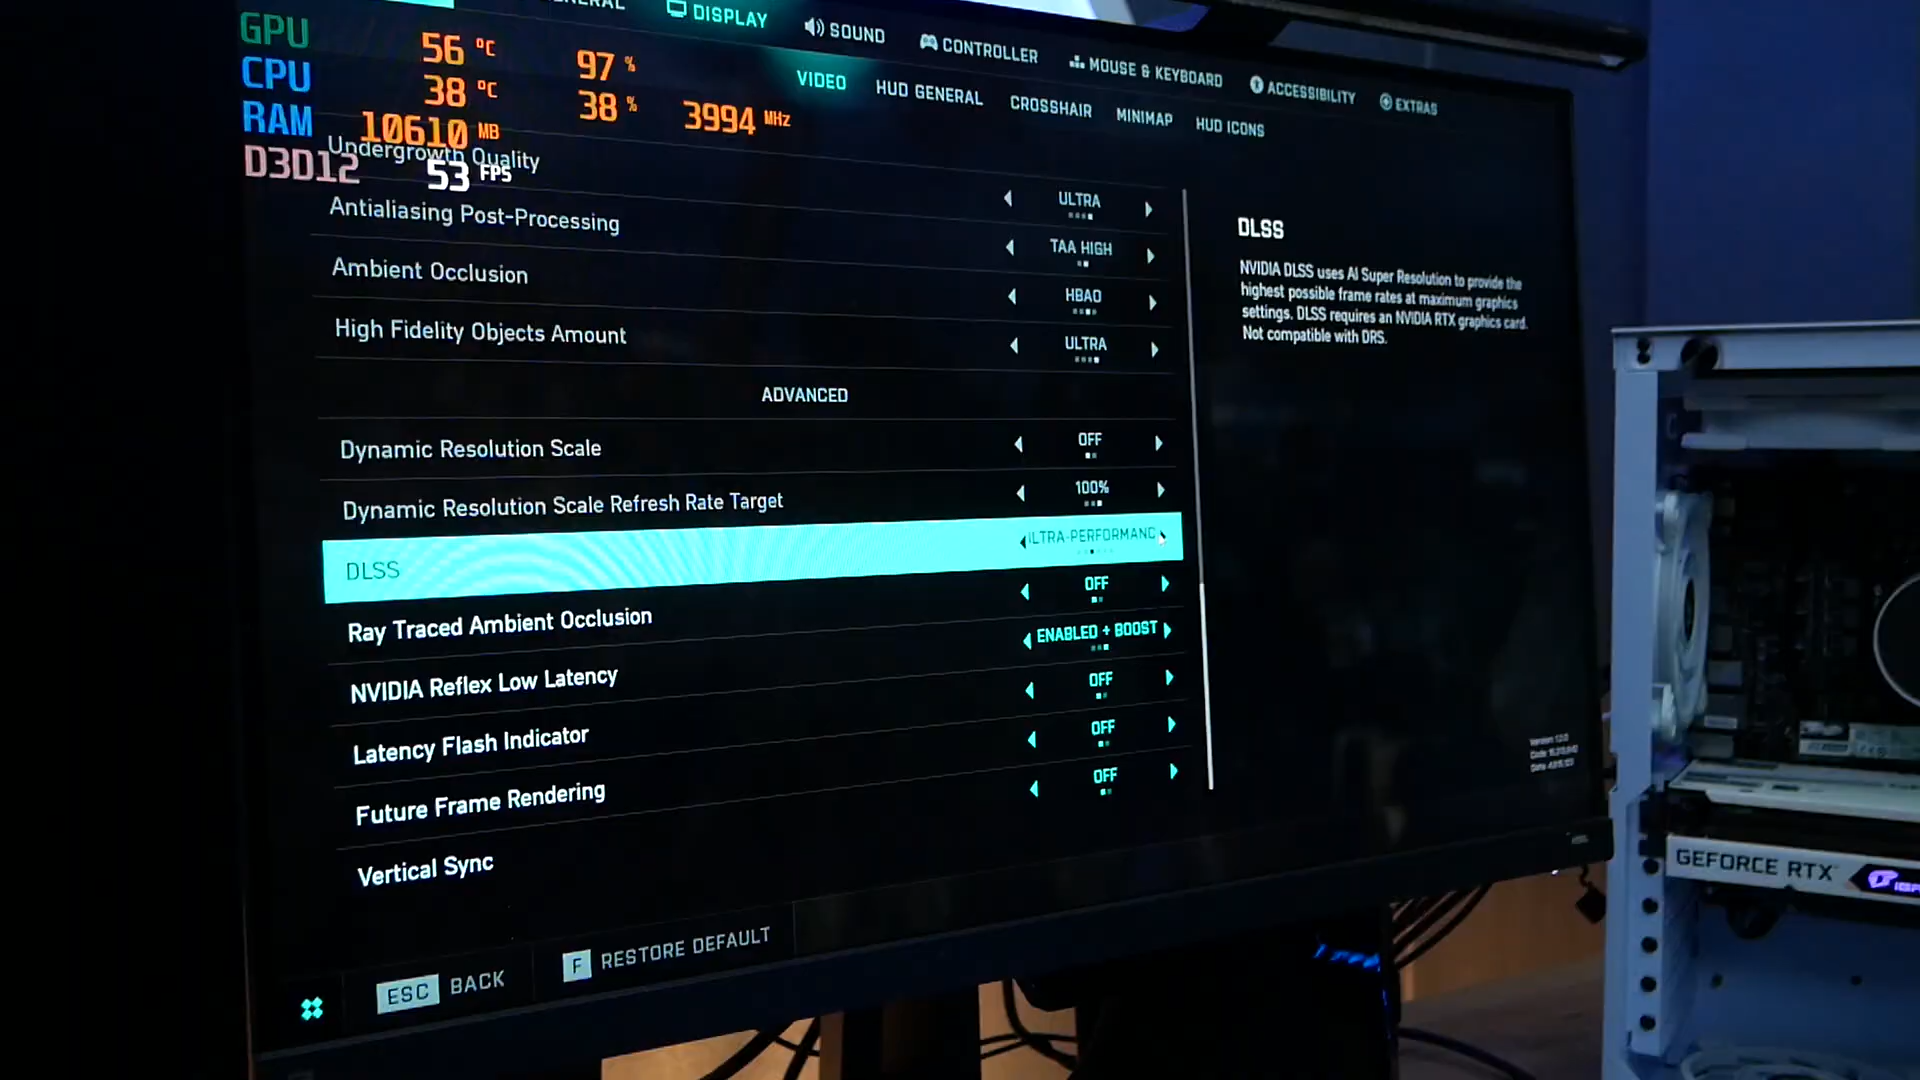 DISPLAY
SOUND
CONTROLLER
MOUSE & KEYBOARD
ACCESSIBILITY
EXTRAS
VIDEO
HUD GENERAL
CROSSHAIR
MINIMAP
HUD ICONS
GPU 56 °C 97 %
CPU 38 °C 38 % 3994 MHz
RAM 10610 MB
D3D12 53 FPS
Undergrowth Quality
ULTRA
Antialiasing Post-Processing
TAA HIGH
Ambient Occlusion
HBAO
High Fidelity Objects Amount
ULTRA
ADVANCED
Dynamic Resolution Scale
OFF
Dynamic Resolution Scale Refresh Rate Target
100%
DLSS
ULTRA-PERFORMANC
Ray Traced Ambient Occlusion
OFF
NVIDIA Reflex Low Latency
ENABLED + BOOST
Latency Flash Indicator
OFF
Future Frame Rendering
OFF
Vertical Sync
OFF
DLSS
NVIDIA DLSS uses AI Super Resolution to provide the
highest possible frame rates at maximum graphics
settings. DLSS requires an NVIDIA RTX graphics card.
Not compatible with DRS.
ESC BACK
F RESTORE DEFAULT
GEFORCE RTX